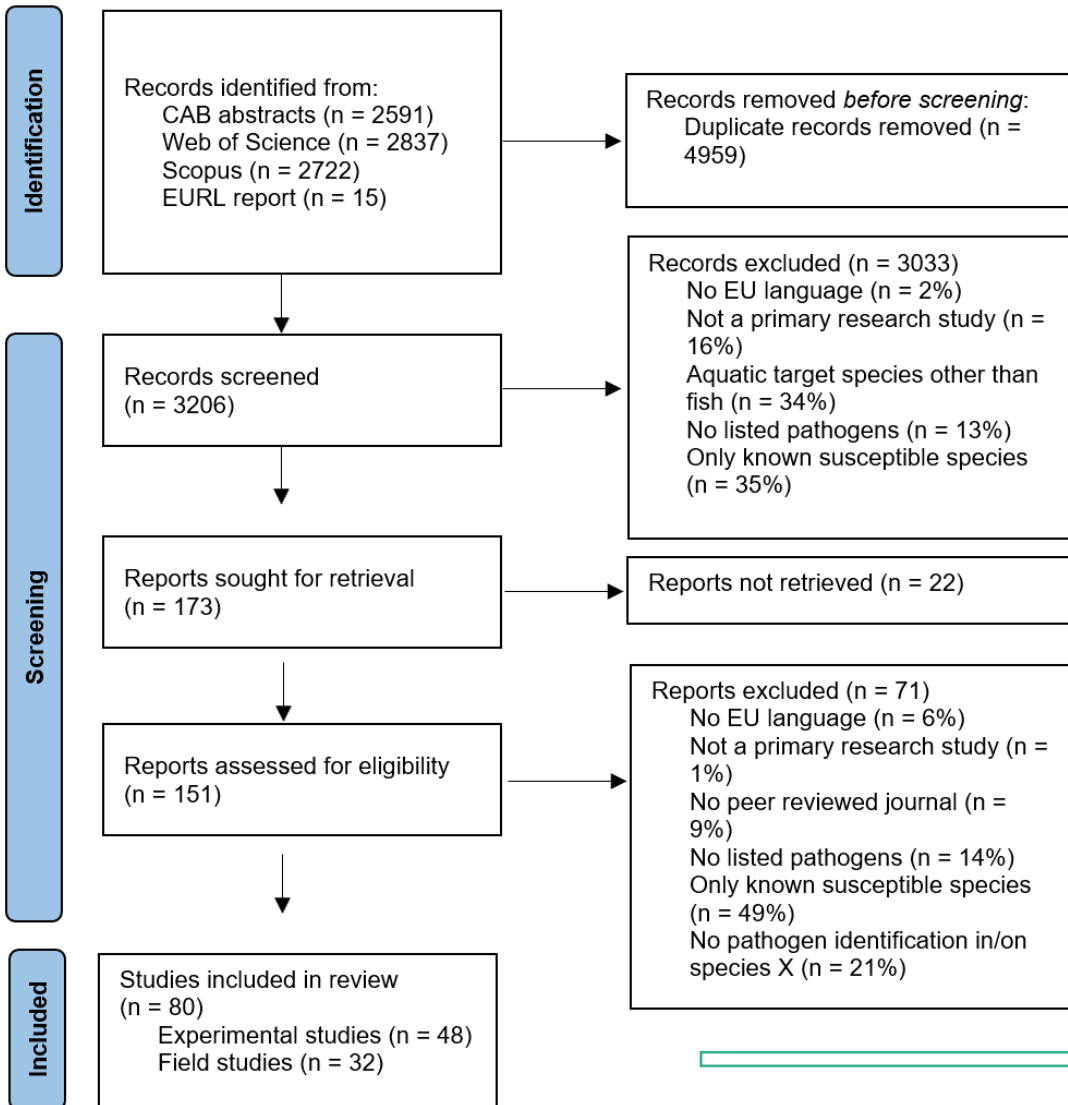 Identification
Records identified from:
CAB abstracts (n = 2591)
Web of Science (n = 2837)
Scopus (n = 2722)
EURL report (n = 15)
Records removed before screening:
Duplicate records removed (n =
4959)
Screening
Records screened
(n = 3206)
Records excluded (n = 3033)
No EU language (n = 2%)
Not a primary research study (n =
16%)
Aquatic target species other than
fish (n = 34%)
No listed pathogens (n = 13%)
Only known susceptible species
(n = 35%)
Reports sought for retrieval
(n = 173)
Reports not retrieved (n = 22)
Reports assessed for eligibility
(n = 151)
Reports excluded (n = 71)
No EU language (n = 6%)
Not a primary research study (n =
1%)
No peer reviewed journal (n =
9%)
No listed pathogens (n = 14%)
Only known susceptible species
(n = 49%)
No pathogen identification in/on
species X (n = 21%)
Included
Studies included in review
(n = 80)
Experimental studies (n = 48)
Field studies (n = 32)